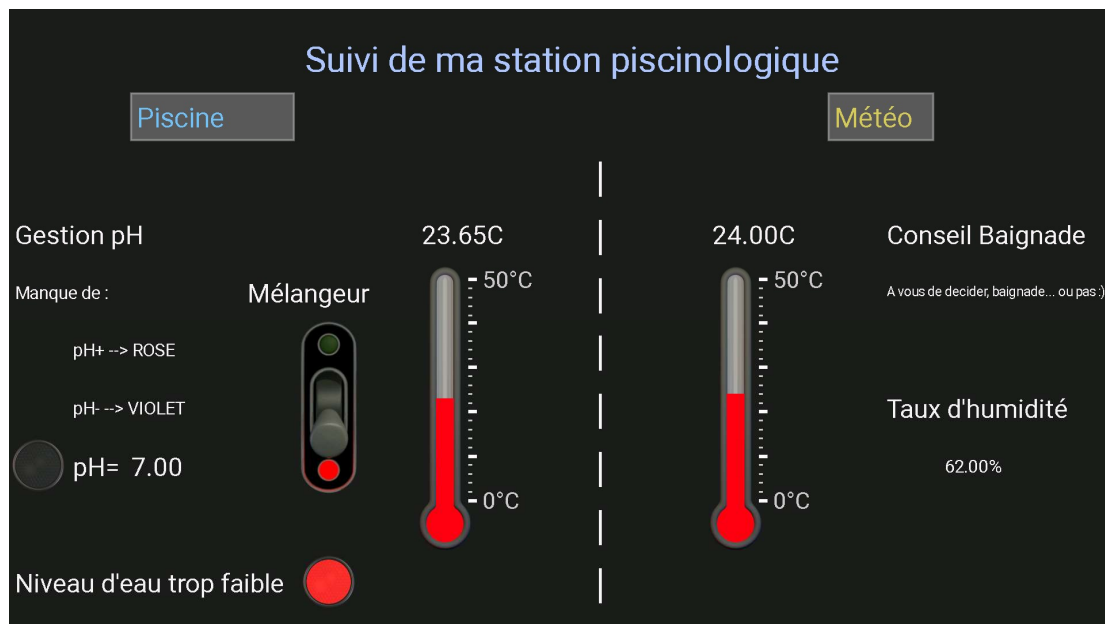 Suivi de ma station piscinologique
Piscine
Météo
Gestion pH
23.65C
24.00C
Conseil Baignade
Manque de :
Mélangeur
50°C
50°C
A vous de decider, baignade... ou pas :)
pH+ --> ROSE
pH- --> VIOLET
Taux d'humidité
pH= 7.00
62.00%
0°C
0°C
Niveau d'eau trop faible